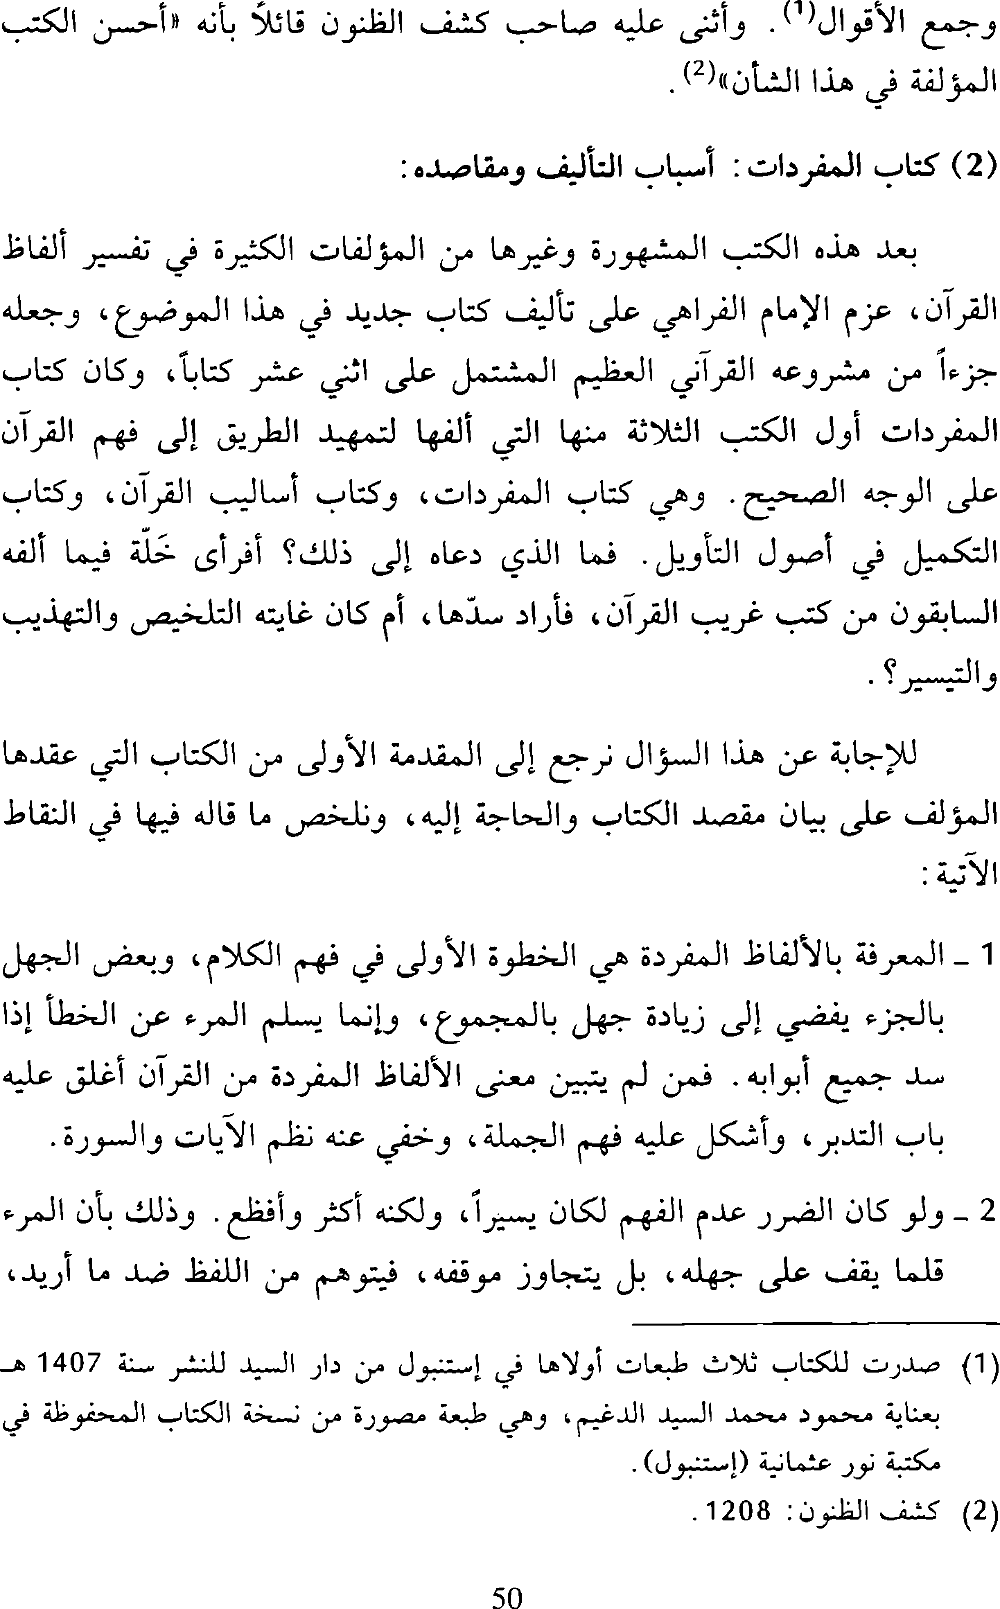 وجمع الأقوال(1). وأثنى عليه صاحب كشف الظنون قائلاً بأنه «أحسن الكتب
المؤلفة في هذا الشأن»(2).
(2) كتاب المفردات: أسباب التأليف ومقاصده:
بعد هذه الكتب المشهورة وغيرها من المؤلفات الكثيرة في تفسير ألفاظ
القرآن، عزم الإمام الفراهي على تأليف كتاب جديد في هذا الموضوع، وجعله
جزءاً من مشروعه القرآني العظيم المشتمل على اثني عشر كتاباً، وكان كتاب
المفردات أول الكتب الثلاثة منها التي ألفها لتمهيد الطريق إلى فهم القرآن
على الوجه الصحيح. وهي كتاب المفردات، وكتاب أساليب القرآن، وكتاب
التكميل في أصول التأويل. فما الذي دعاه إلى ذلك؟ أفرأى خَلّة فيما ألفه
السابقون من كتب غريب القرآن، فأراد سدّها، أم كان غايته التلخيص والتهذيب
والتيسير؟.
للإجابة عن هذا السؤال نرجع إلى المقدمة الأولى من الكتاب التي عقدها
المؤلف على بيان مقصد الكتاب والحاجة إليه، ونلخص ما قاله فيها في النقاط
الآتية:
1 ـ المعرفة بالألفاظ المفردة هي الخطوة الأولى في فهم الكلام، وبعض الجهل
بالجزء يفضي إلى زيادة جهل بالمجموع، وإنما يسلم المرء عن الخطأ إذا
سد جميع أبوابه. فمن لم يتبين معنى الألفاظ المفردة من القرآن أغلق عليه
باب التدبر، وأشكل عليه فهم الجملة، وخفي عنه نظم الآيات والسورة.
2 ـ ولو كان الضرر عدم الفهم لكان يسيراً، ولكنه أكثر وأفظع. وذلك بأن المرء
قلما يقف على جهله، بل يتجاوز موقفه، فيتوهم من اللفظ ضد ما أريد،
(1) صدرت للكتاب ثلاث طبعات أولاها في إستنبول من دار السيد للنشر سنة 1407 هـ
بعناية محمود محمد السيد الدغيم، وهي طبعة مصورة من نسخة الكتاب المحفوظة في
مكتبة نور عثمانية (إستنبول).
(2) كشف الظنون: 1208.
50